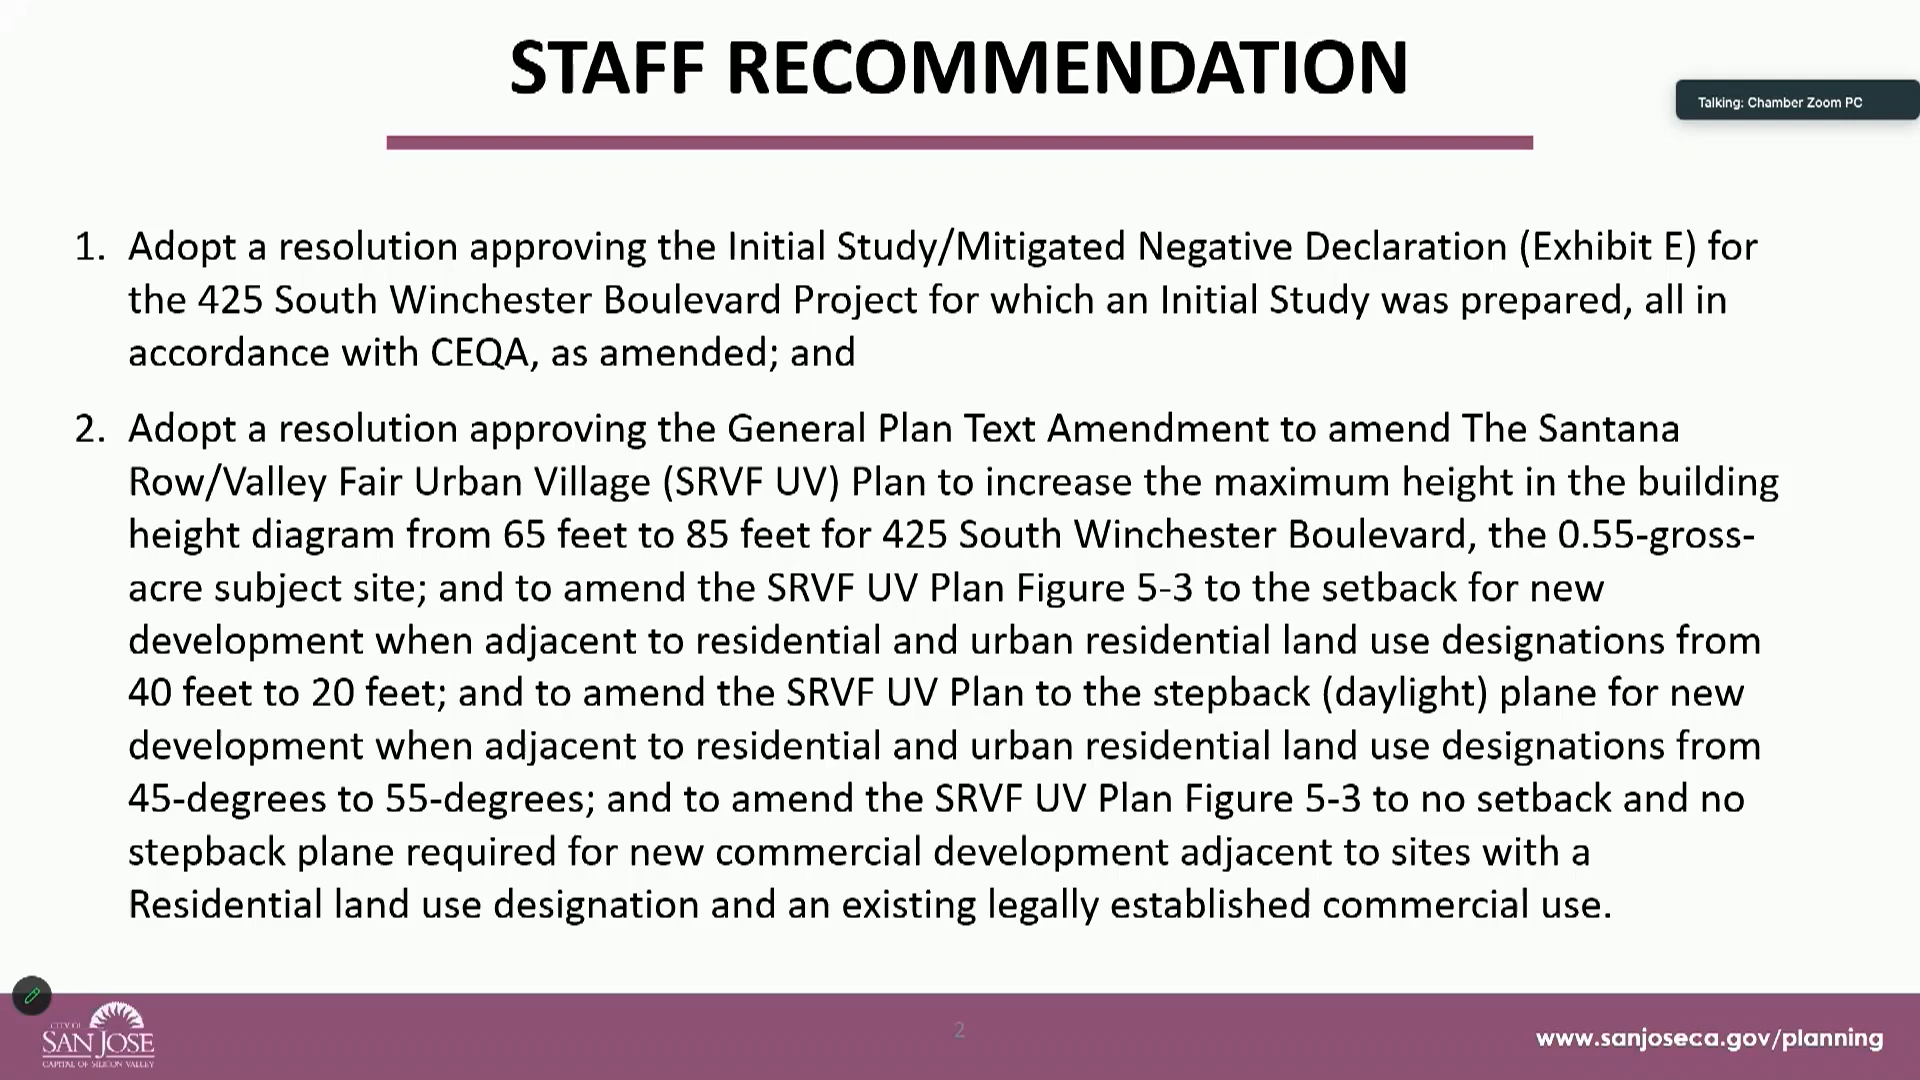 STAFF RECOMMENDATION
Talking: Chamber Zoom PC
1. Adopt a resolution approving the Initial Study/Mitigated Negative Declaration (Exhibit E) for
the 425 South Winchester Boulevard Project for which an Initial Study was prepared, all in
accordance with CEQA, as amended; and
2. Adopt a resolution approving the General Plan Text Amendment to amend The Santana
Row/Valley Fair Urban Village (SRVF UV) Plan to increase the maximum height in the building
height diagram from 65 feet to 85 feet for 425 South Winchester Boulevard, the 0.55-gross-
acre subject site; and to amend the SRVF UV Plan Figure 5-3 to the setback for new
development when adjacent to residential and urban residential land use designations from
40 feet to 20 feet; and to amend the SRVF UV Plan to the stepback (daylight) plane for new
development when adjacent to residential and urban residential land use designations from
45-degrees to 55-degrees; and to amend the SRVF UV Plan Figure 5-3 to no setback and no
stepback plane required for new commercial development adjacent to sites with a
Residential land use designation and an existing legally established commercial use.
CITY OF
SAN JOSE
CAPITAL OF SILICON VALLEY
2
www.sanjoseca.gov/planning